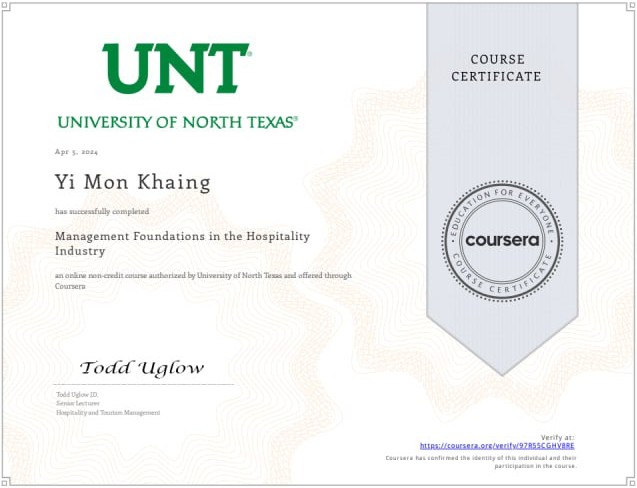 UNT®
UNIVERSITY OF NORTH TEXAS®
Apr 5, 2024
Yi Mon Khaing
has successfully completed
Management Foundations in the Hospitality
Industry
an online non-credit course authorized by University of North Texas and offered through
Coursera
Todd Uglow
Todd Uglow J.D.
Senior Lecturer
Hospitality and Tourism Management
COURSE
CERTIFICATE
EDUCATION FOR EVERYONE
coursera
COURSE CERTIFICATE
Verify at:
https://coursera.org/verify/97R55CGHVBRE
Coursera has confirmed the identity of this individual and their
participation in the course.